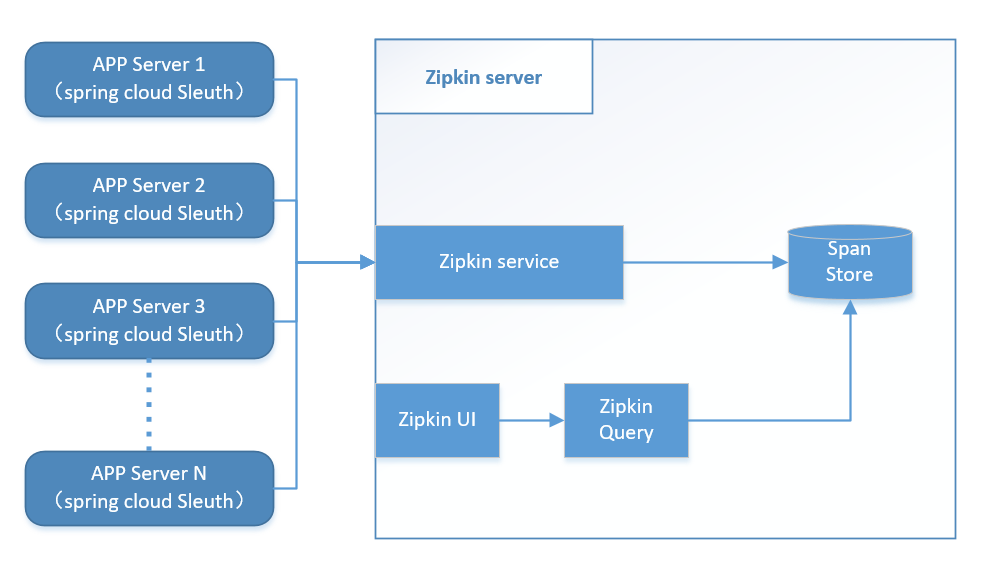 APP Server 1
（spring cloud Sleuth）
APP Server 2
（spring cloud Sleuth）
APP Server 3
（spring cloud Sleuth）
APP Server N
（spring cloud Sleuth）
Zipkin server
Zipkin service
Span
Store
Zipkin UI
Zipkin
Query